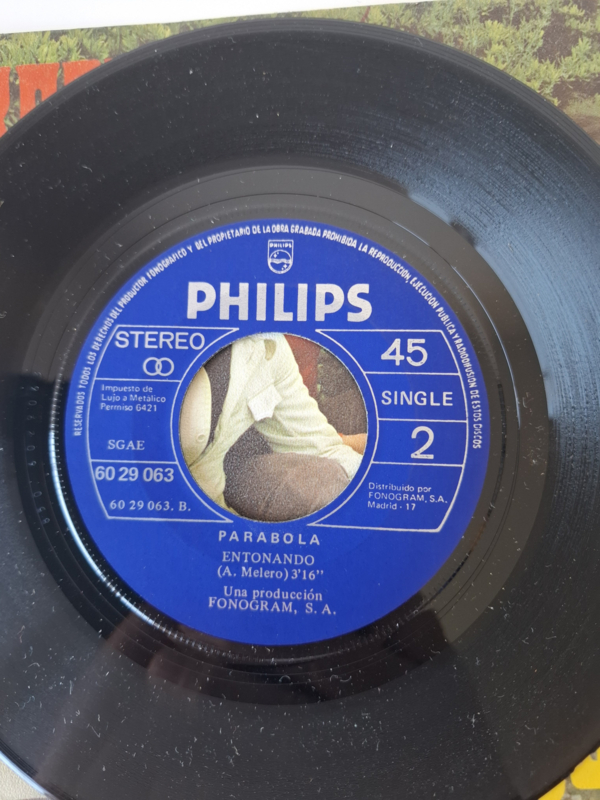 RESERVADOS TODOS LOS DERECHOS DEL PRODUCTOR FONOGRAFICO Y DEL PROPIETARIO DE LA OBRA GRABADA PROHIBIDA LA REPRODUCCION, EJECUCION PUBLICA Y RADIODIFUSION DE ESTOS DISCOS
PHILIPS
PHILIPS
STEREO
45
Impuesto de
Lujo a Metálico
Permiso 6421
SINGLE
SGAE
2
60 29 063
60 29 063. B.
Distribuido por
FONOGRAM, S.A.
Madrid - 17
PARABOLA
ENTONANDO
(A. Melero) 3'16"
Una producción
FONOGRAM, S. A.